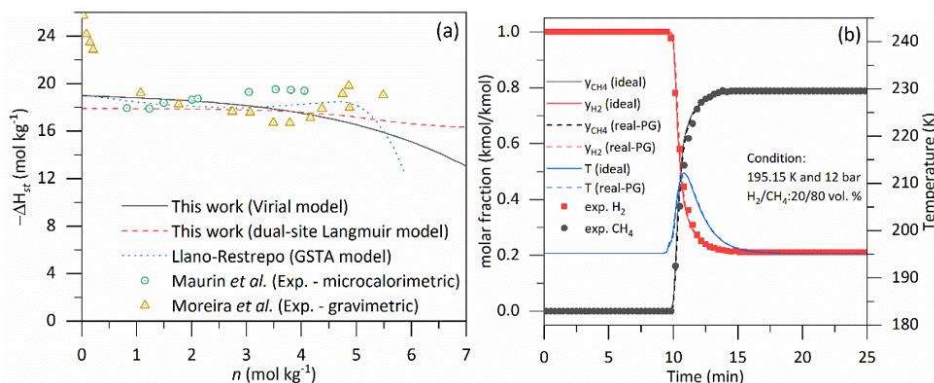 (a)
24
20
16
12
8
4
0
−ΔHst (mol kg-1)
This work (Virial model)
This work (dual-site Langmuir model)
Llano-Restrepo (GSTA model)
Maurin et al. (Exp. - microcalorimetric)
Moreira et al. (Exp. - gravimetric)
0 1 2 3 4 5 6 7
n (mol kg-1)
(b)
1.0
0.8
0.6
0.4
0.2
0.0
molar fraction (kmol/kmol)
yCH4 (ideal)
yH2 (ideal)
yCH4 (real-PG)
yH2 (real-PG)
T (ideal)
T (real-PG)
exp. H2
exp. CH4
Condition:
195.15 K and 12 bar
H2/CH4:20/80 vol. %
240
230
220
210
200
190
180
Temperature (K)
0 5 10 15 20 25
Time (min)